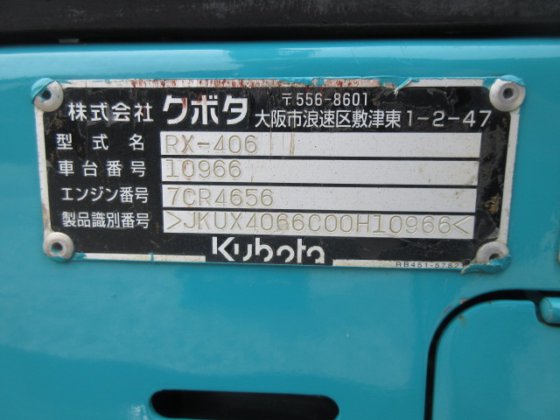 株式会社 クボタ 〒556-8601
大阪市浪速区敷津東1-2-47
型式名 RX-406
車台番号 10966
エンジン番号 7CR4656
製品識別番号 >JKUX4066C00H10966<
Kubota